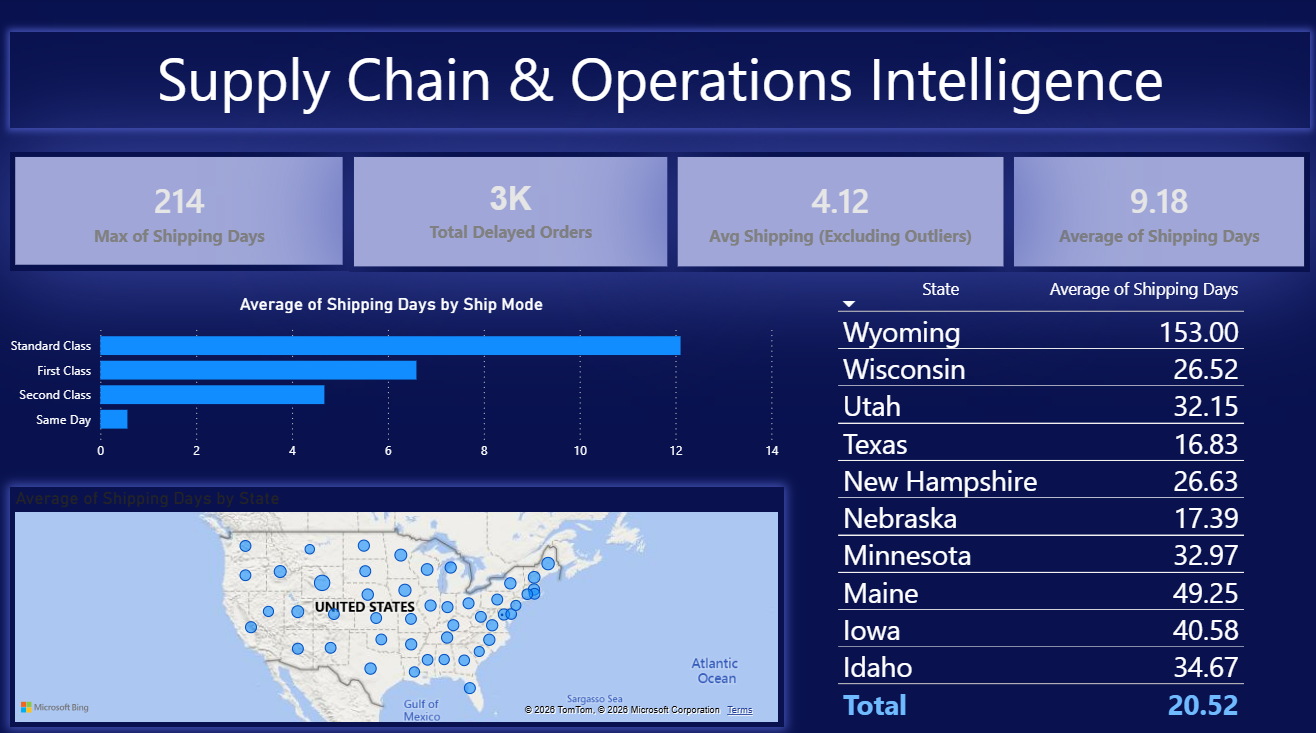 Supply Chain & Operations Intelligence
214
Max of Shipping Days
3K
Total Delayed Orders
4.12
Avg Shipping (Excluding Outliers)
9.18
Average of Shipping Days
Average of Shipping Days by Ship Mode
Standard Class
First Class
Second Class
Same Day
0 2 4 6 8 10 12 14
Average of Shipping Days by State
UNITED STATES
Atlantic
Ocean
Sargasso Sea
Gulf of
Mexico
Microsoft Bing
© 2026 TomTom, © 2026 Microsoft Corporation Terms
State Average of Shipping Days
Wyoming 153.00
Wisconsin 26.52
Utah 32.15
Texas 16.83
New Hampshire 26.63
Nebraska 17.39
Minnesota 32.97
Maine 49.25
Iowa 40.58
Idaho 34.67
Total 20.52